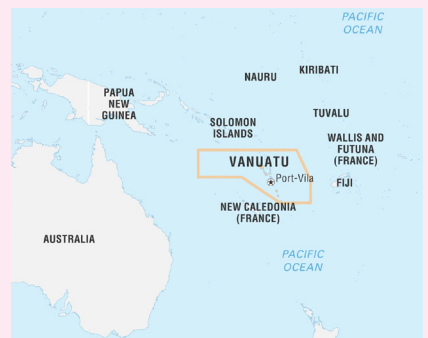 PACIFIC
OCEAN
KIRIBATI
NAURU
PAPUA
NEW
GUINEA
TUVALU
SOLOMON
ISLANDS
WALLIS AND
FUTUNA
(FRANCE)
VANUATU
Port-Vila
FIJI
NEW CALEDONIA
(FRANCE)
AUSTRALIA
PACIFIC
OCEAN